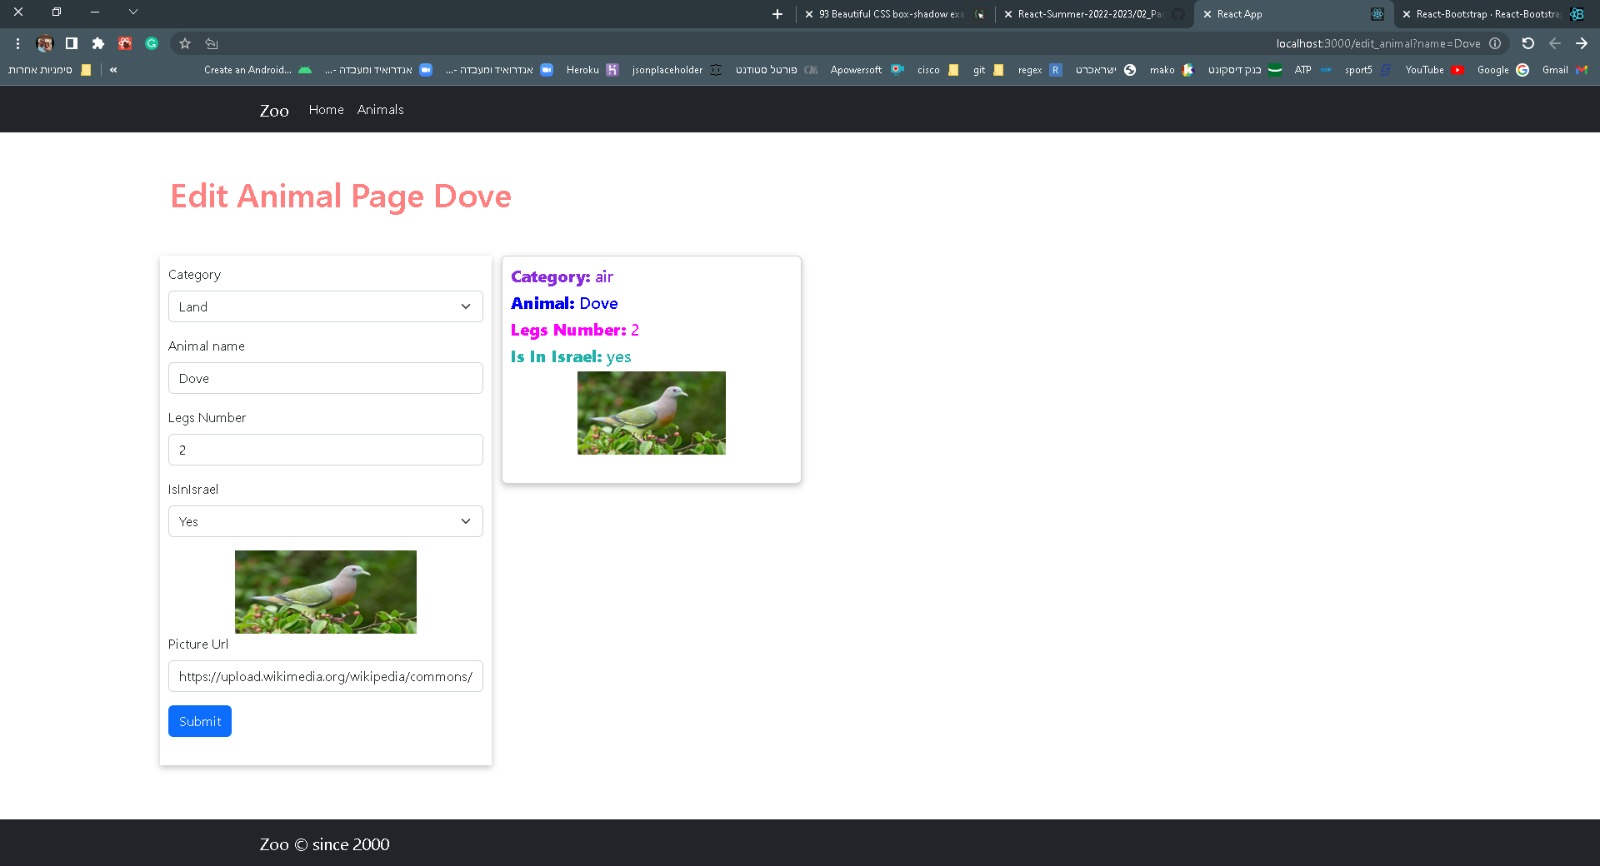 93 Beautiful CSS box-shadow exa
React-Summer-2022-2023/02_Pa
React App
React-Bootstrap · React-Bootstra
localhost:3000/edit_animal?name=Dove
סימניות אחרות
«
Create an Android...
אנדרואיד ומעבדה -...
אנדרואיד ומעבדה -...
Heroku
jsonplaceholder
פורטל סטודנט
Apowersoft
cisco
git
regex
ישראכרט
mako
בנק דיסקונט
ATP
sport5
YouTube
Google
Gmail
Zoo Home Animals
Edit Animal Page Dove
Category
Land
Animal name
Dove
Legs Number
2
IsInIsrael
Yes
Picture Url
https://upload.wikimedia.org/wikipedia/commons/
Submit
Category: air
Animal: Dove
Legs Number: 2
Is In Israel: yes
Zoo © since 2000